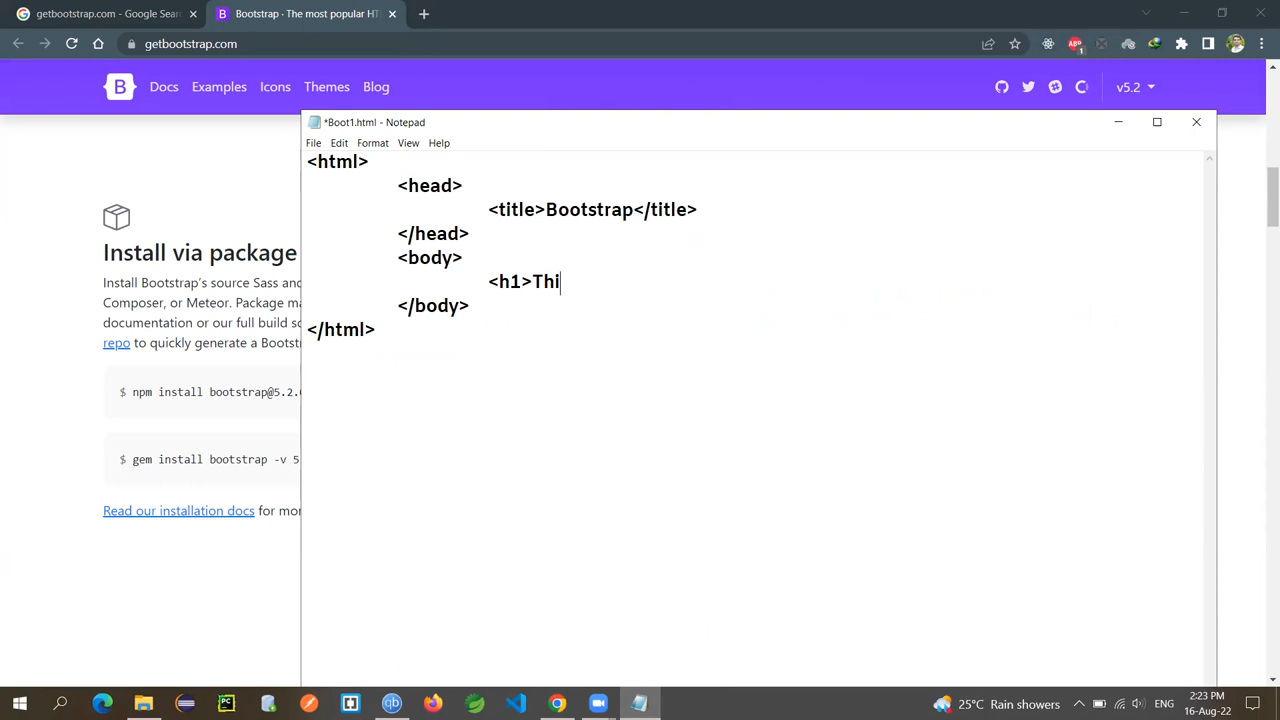 getbootstrap.com - Google Sear
Bootstrap · The most popular HT
getbootstrap.com
1
B
Docs
Examples
Icons
Themes
Blog
v5.2
*Boot1.html - Notepad
File
Edit
Format
View
Help
<html>
<head>
<title>Bootstrap</title>
</head>
<body>
<h1>Thi
</body>
</html>
Install via package
Install Bootstrap's source Sass and
Composer, or Meteor. Package ma
documentation or our full build sc
repo to quickly generate a Bootst
$ npm install bootstrap@5.2.
$ gem install bootstrap -v 5
Read our installation docs for mor
25°C Rain showers
ENG
2:23 PM
16-Aug-22